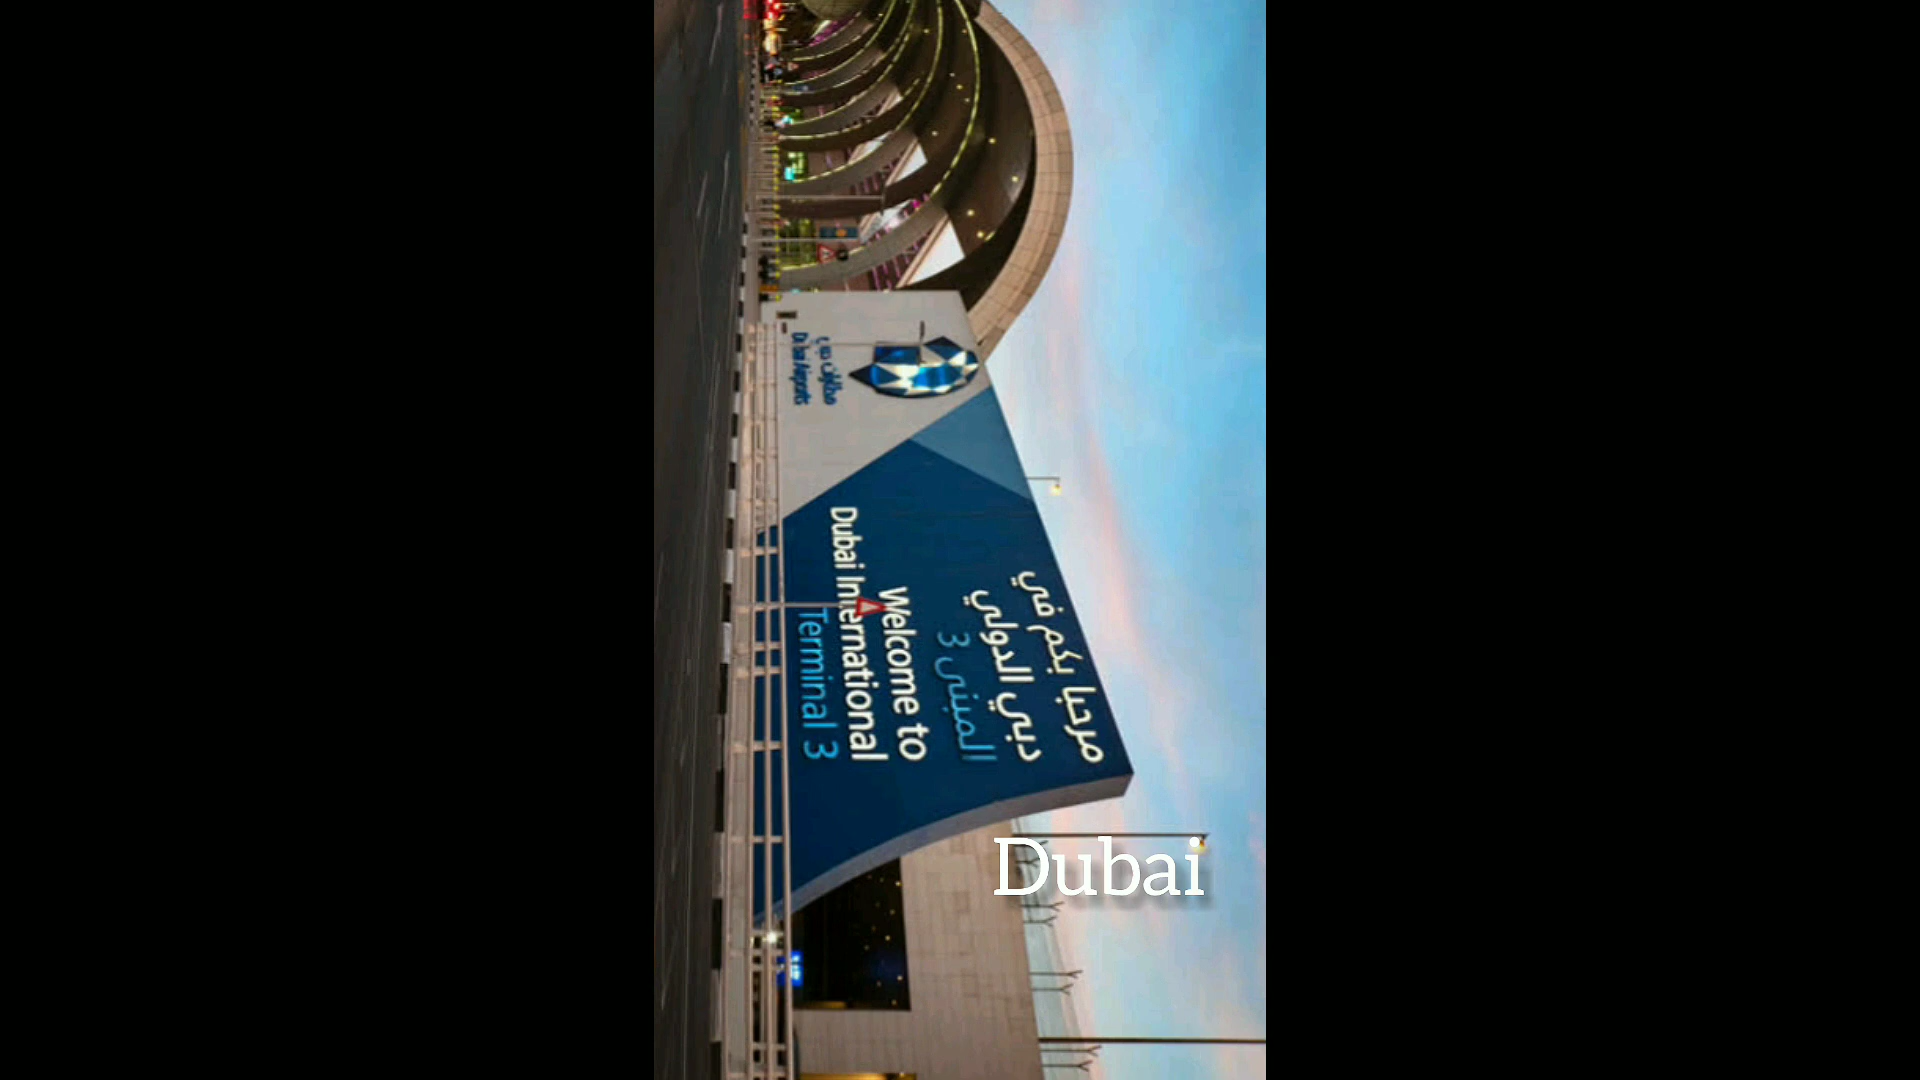 مرحبا بكم في
دبي الدولي
المبنى 3
Welcome to
Dubai International
Terminal 3
مطارات دبي
Dubai Airports
Dubai